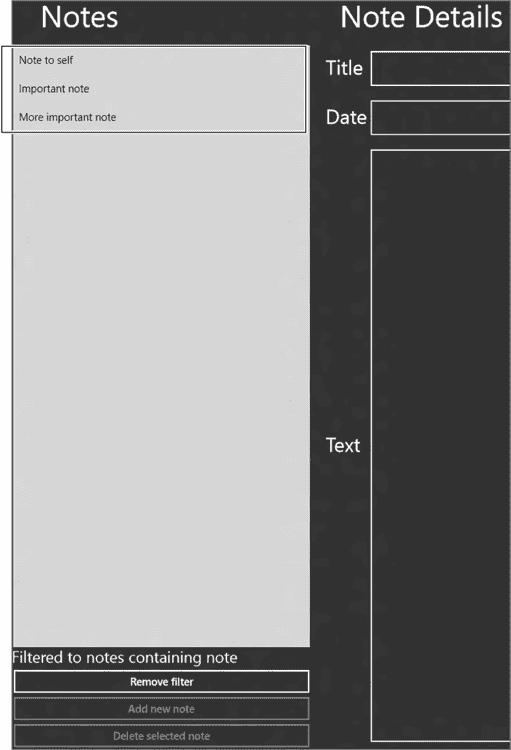 Notes
Note to self
Important note
More important note
Filtered to notes containing note
Remove filter
Add new note
Delete selected note
Note Details
Title
Date
Text